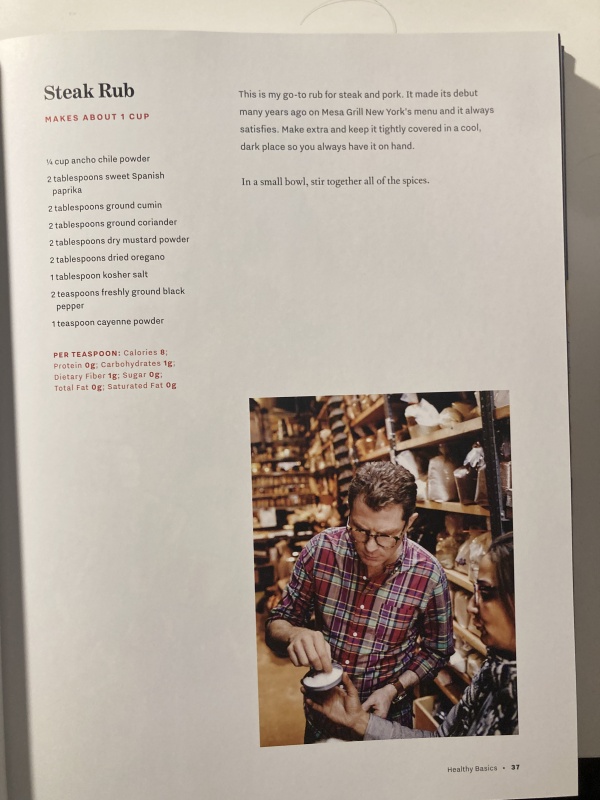 Steak Rub
MAKES ABOUT 1 CUP
¼ cup ancho chile powder
2 tablespoons sweet Spanish
paprika
2 tablespoons ground cumin
2 tablespoons ground coriander
2 tablespoons dry mustard powder
2 tablespoons dried oregano
1 tablespoon kosher salt
2 teaspoons freshly ground black
pepper
1 teaspoon cayenne powder
PER TEASPOON: Calories 8;
Protein 0g; Carbohydrates 1g;
Dietary Fiber 1g; Sugar 0g;
Total Fat 0g; Saturated Fat 0g
This is my go-to rub for steak and pork. It made its debut
many years ago on Mesa Grill New York's menu and it always
satisfies. Make extra and keep it tightly covered in a cool,
dark place so you always have it on hand.
In a small bowl, stir together all of the spices.
Healthy Basics • 37